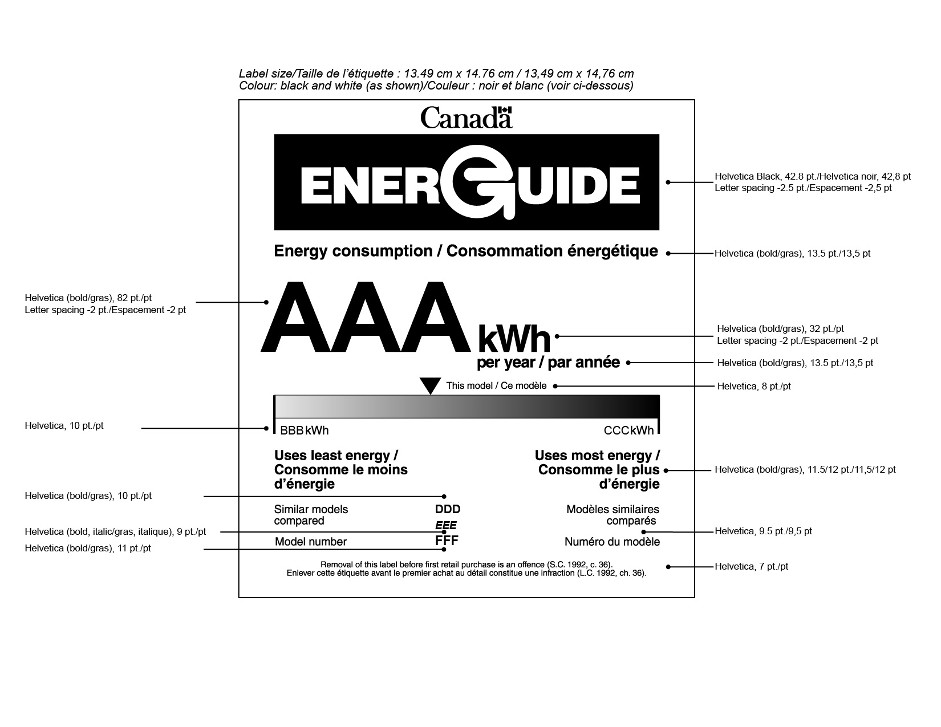 Label size/Taille de l'étiquette : 13.49 cm x 14.76 cm / 13,49 cm x 14,76 cm
Colour: black and white (as shown)/Couleur : noir et blanc (voir ci-dessous)
Canada
ENERGUIDE
Helvetica Black, 42.8 pt./Helvetica noir, 42,8 pt
Letter spacing -2.5 pt./Espacement -2,5 pt
Energy consumption / Consommation énergétique
Helvetica (bold/gras), 13.5 pt./13,5 pt
Helvetica (bold/gras), 82 pt./pt
Letter spacing -2 pt./Espacement -2 pt
AAA kWh
Helvetica (bold/gras), 32 pt./pt
Letter spacing -2 pt./Espacement -2 pt
per year / par année
Helvetica (bold/gras), 13.5 pt./13,5 pt
This model / Ce modèle
Helvetica, 8 pt./pt
Helvetica, 10 pt./pt
BBB kWh
CCC kWh
Uses least energy /
Consomme le moins
d'énergie
Uses most energy /
Consomme le plus
d'énergie
Helvetica (bold/gras), 11.5/12 pt./11,5/12 pt
Helvetica (bold/gras), 10 pt./pt
Similar models
compared
DDD
Modèles similaires
comparés
Helvetica (bold, italic/gras, italique), 9 pt./pt
EEE
Helvetica, 9.5 pt./9,5 pt
Helvetica (bold/gras), 11 pt./pt
Model number
FFF
Numéro du modèle
Removal of this label before first retail purchase is an offence (S.C. 1992, c. 36).
Enlever cette étiquette avant le premier achat au détail constitue une infraction (L.C. 1992, ch. 36).
Helvetica, 7 pt./pt